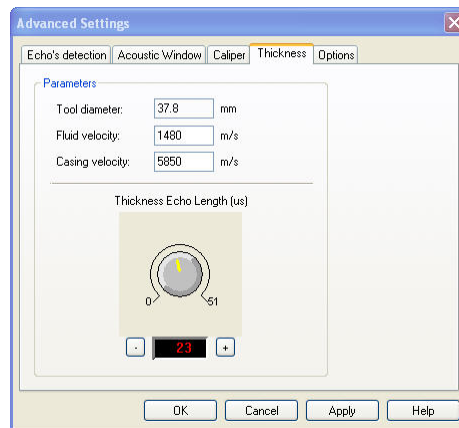 Advanced Settings
Echo's detection Acoustic Window Caliper Thickness Options
Parameters
Tool diameter: 37.8 mm
Fluid velocity: 1480 m/s
Casing velocity: 5850 m/s
Thickness Echo Length (us)
0 51
- 23 +
OK Cancel Apply Help